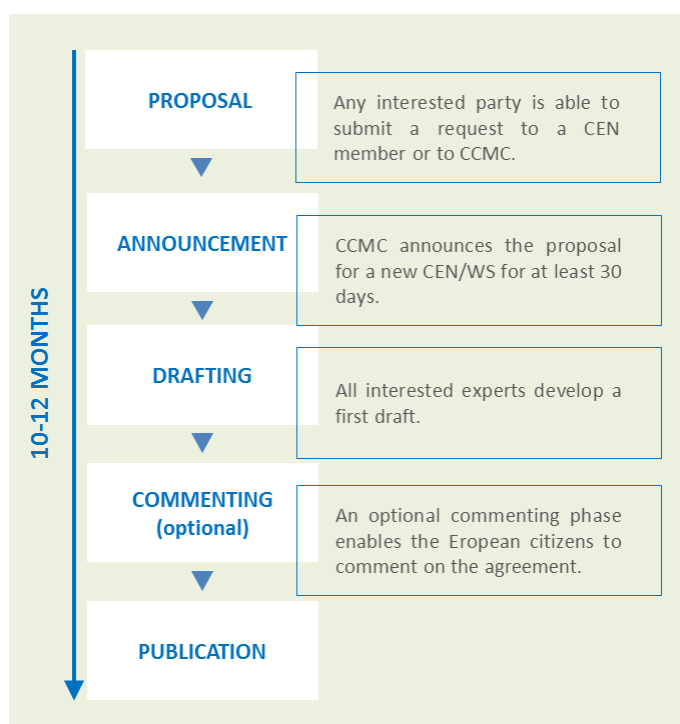 10-12 MONTHS
PROPOSAL
Any interested party is able to
submit a request to a CEN
member or to CCMC.
ANNOUNCEMENT
CCMC announces the proposal
for a new CEN/WS for at least 30
days.
DRAFTING
All interested experts develop a
first draft.
COMMENTING
(optional)
An optional commenting phase
enables the Eropean citizens to
comment on the agreement.
PUBLICATION